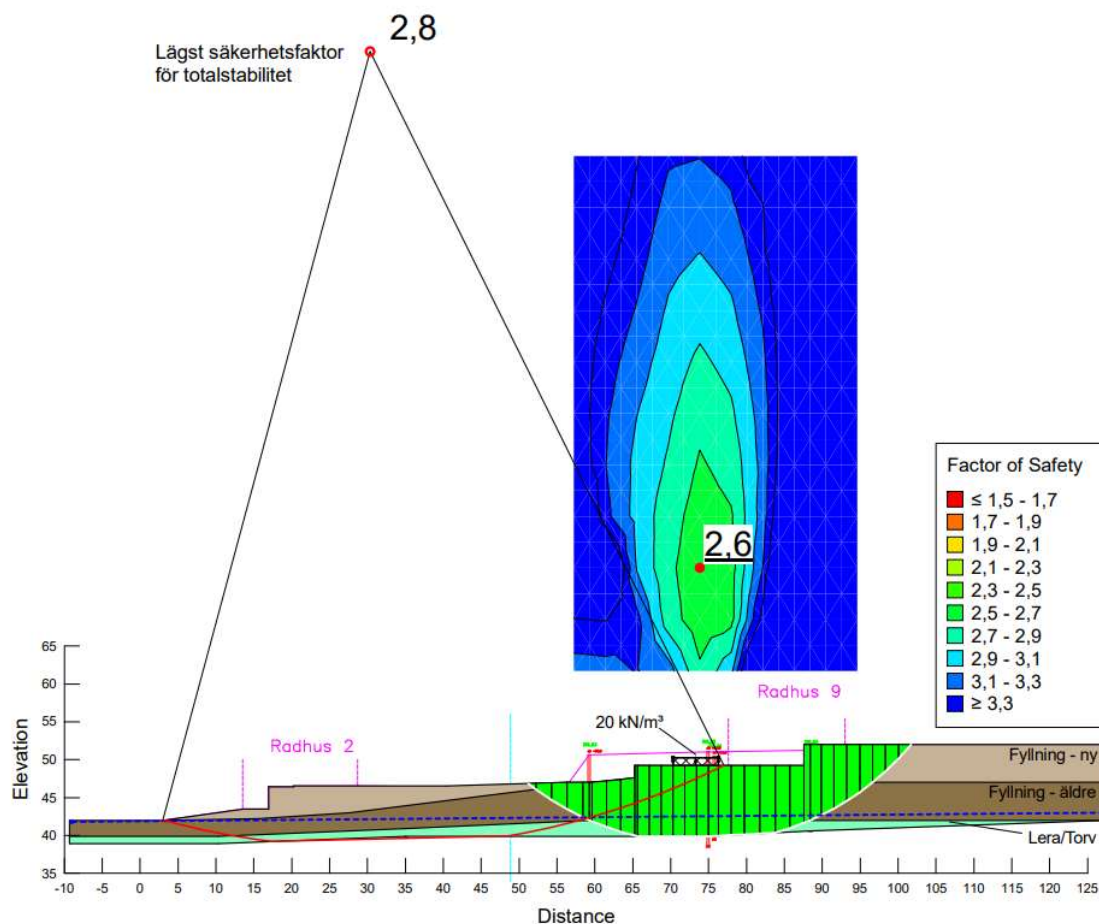 2,8
Lägst säkerhetsfaktor
för totalstabilitet
2,6
Factor of Safety
≤ 1,5 - 1,7
1,7 - 1,9
1,9 - 2,1
2,1 - 2,3
2,3 - 2,5
2,5 - 2,7
2,7 - 2,9
2,9 - 3,1
3,1 - 3,3
≥ 3,3
Radhus 9
20 kN/m³
Radhus 2
Fyllning - ny
Fyllning - äldre
Lera/Torv
Elevation
65
60
55
50
45
40
35
-10 -5 0 5 10 15 20 25 30 35 40 45 50 55 60 65 70 75 80 85 90 95 100 105 110 115 120 125
Distance